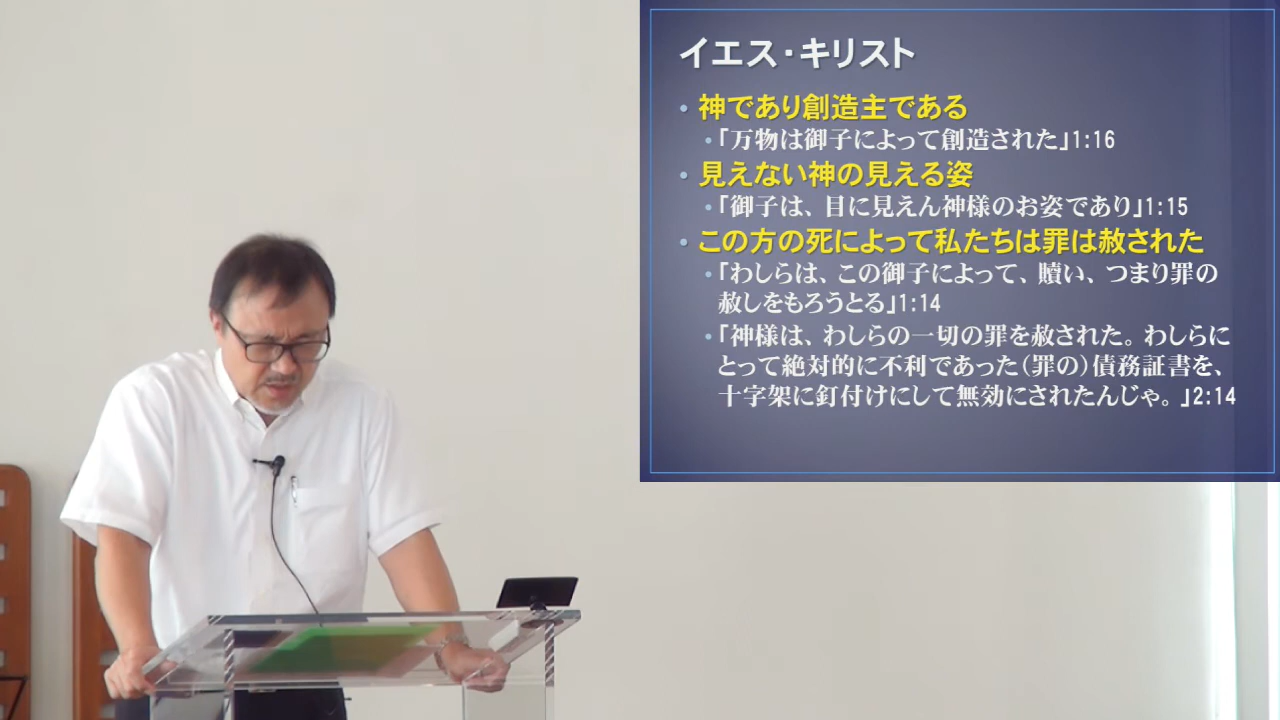 イエス・キリスト
• 神であり創造主である
• 「万物は御子によって創造された」1:16
• 見えない神の見える姿
• 「御子は、目に見えん神様のお姿であり」1:15
• この方の死によって私たちは罪は赦された
• 「わしらは、この御子によって、贖い、つまり罪の
赦しをもろうとる」1:14
• 「神様は、わしらの一切の罪を赦された。わしらに
とって絶対的に不利であった(罪の)債務証書を、
十字架に釘付けにして無効にされたんじゃ。」2:14